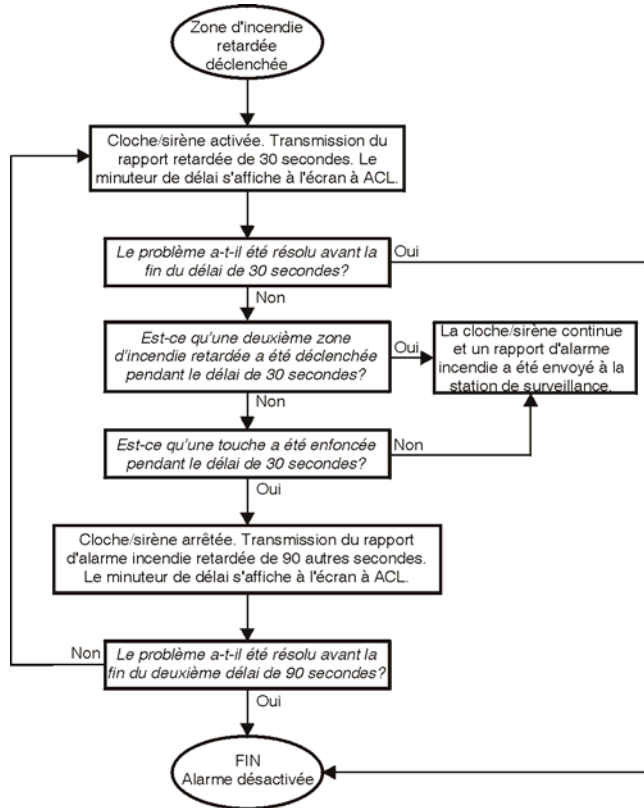 Zone d'incendie
retardée
déclenchée
Cloche/sirène activée. Transmission du
rapport retardée de 30 secondes. Le
minuteur de délai s'affiche à l'écran à ACL.
Le problème a-t-il été résolu avant la
fin du délai de 30 secondes?
Oui
Non
Est-ce qu'une deuxième zone
d'incendie retardée a été déclenchée
pendant le délai de 30 secondes?
Oui
La cloche/sirène continue
et un rapport d'alarme
incendie a été envoyé à la
station de surveillance.
Non
Est-ce qu'une touche a été enfoncée
pendant le délai de 30 secondes?
Non
Oui
Cloche/sirène arrêtée. Transmission du rapport
d'alarme incendie retardée de 90 autres secondes.
Le minuteur de délai s'affiche à l'écran à ACL.
Non
Le problème a-t-il été résolu avant la
fin du deuxième délai de 90 secondes?
Oui
FIN
Alarme désactivée